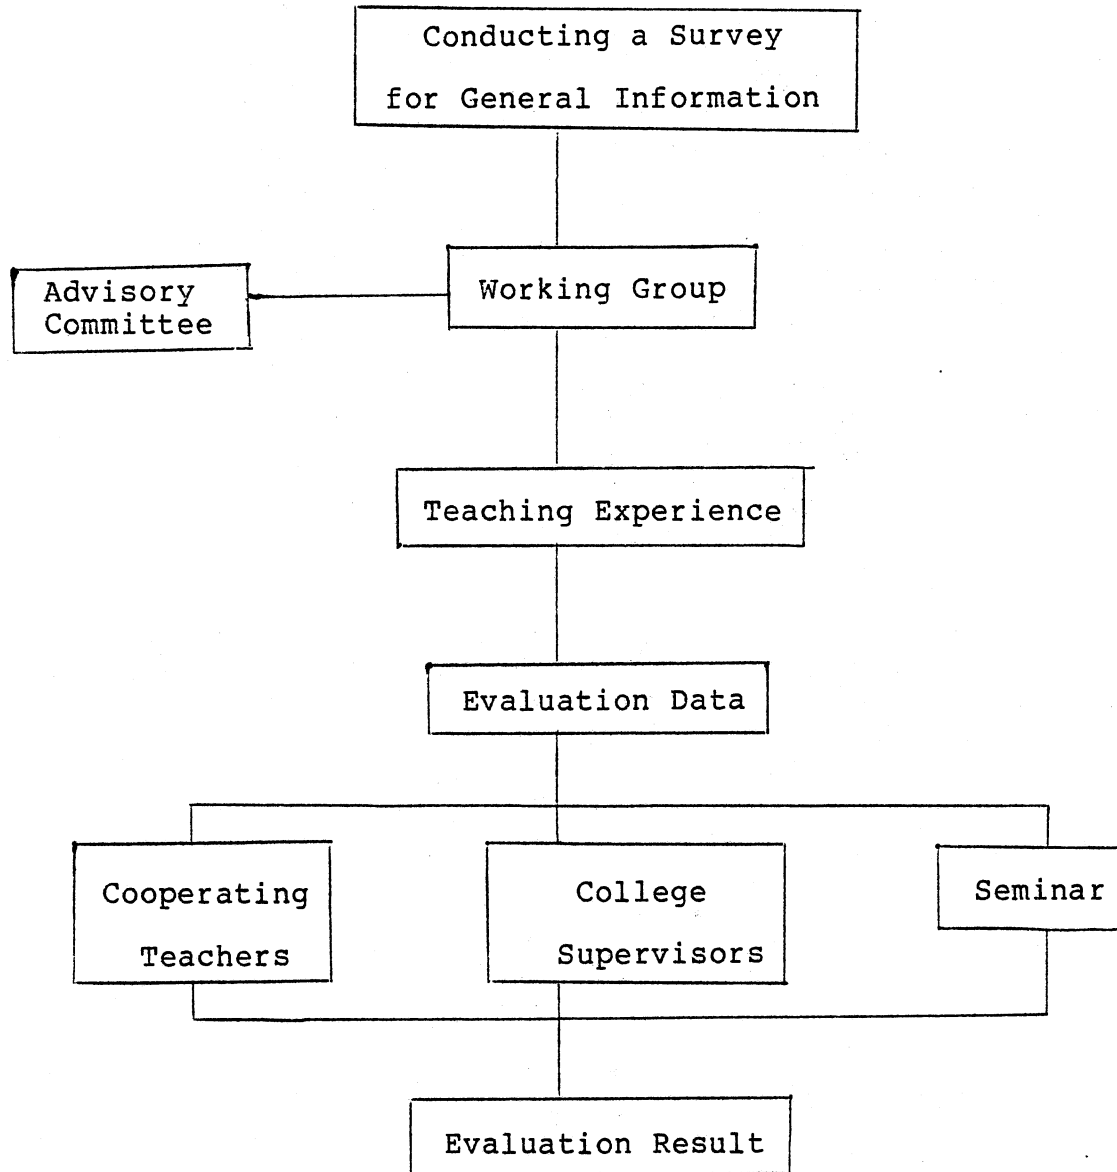 Conducting a Survey
for General Information
Advisory
Committee
Working Group
Teaching Experience
Evaluation Data
Cooperating
Teachers
College
Supervisors
Seminar
Evaluation Result